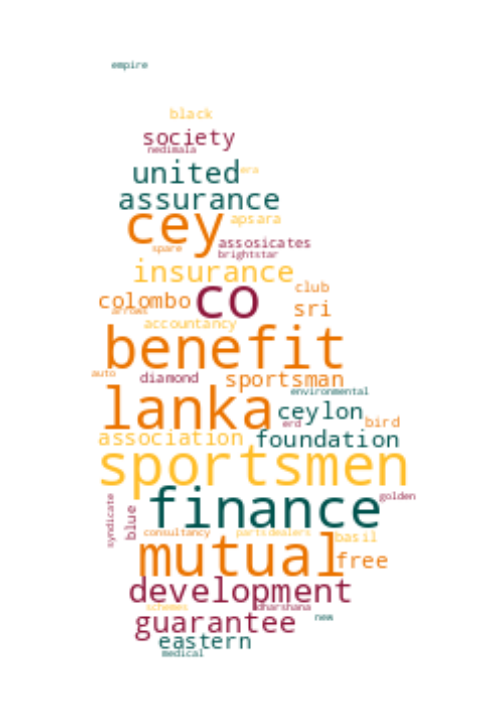 empire
black
society
nedimala
united era
assurance
cey apsara
assosicates
spare
brightstar
insurance
club
colombo co sri
arrows
accountancy
benefit
auto
diamond sportsman
environmental
lanka ceylon
erd bird
association foundation
sportsmen
golden
syndicate blue finance
consultancy partsdealers
basil
mutual free
development
schemes dharshana
guarantee new
eastern
medical